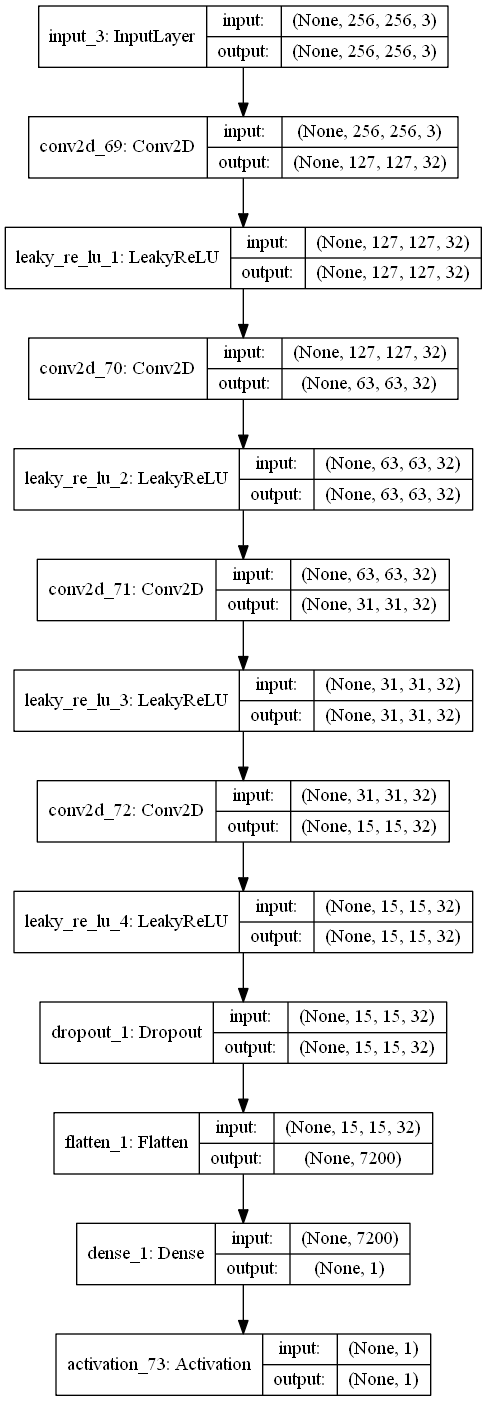 input_3: InputLayer
input: (None, 256, 256, 3)
output: (None, 256, 256, 3)
conv2d_69: Conv2D
input: (None, 256, 256, 3)
output: (None, 127, 127, 32)
leaky_re_lu_1: LeakyReLU
input: (None, 127, 127, 32)
output: (None, 127, 127, 32)
conv2d_70: Conv2D
input: (None, 127, 127, 32)
output: (None, 63, 63, 32)
leaky_re_lu_2: LeakyReLU
input: (None, 63, 63, 32)
output: (None, 63, 63, 32)
conv2d_71: Conv2D
input: (None, 63, 63, 32)
output: (None, 31, 31, 32)
leaky_re_lu_3: LeakyReLU
input: (None, 31, 31, 32)
output: (None, 31, 31, 32)
conv2d_72: Conv2D
input: (None, 31, 31, 32)
output: (None, 15, 15, 32)
leaky_re_lu_4: LeakyReLU
input: (None, 15, 15, 32)
output: (None, 15, 15, 32)
dropout_1: Dropout
input: (None, 15, 15, 32)
output: (None, 15, 15, 32)
flatten_1: Flatten
input: (None, 15, 15, 32)
output: (None, 7200)
dense_1: Dense
input: (None, 7200)
output: (None, 1)
activation_73: Activation
input: (None, 1)
output: (None, 1)